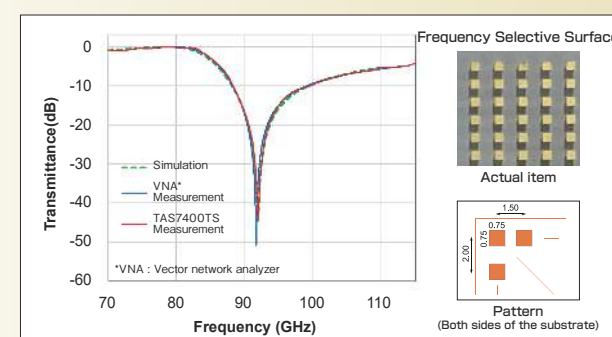 Frequency Selective Surface
0
-10
-20
-30
-40
-50
-60
Transmittance(dB)
Simulation
VNA*
Measurement
TAS7400TS
Measurement
*VNA : Vector network analyzer
70
80
90
100
110
Frequency (GHz)
Actual item
1.50
0.75
0.75
2.00
Pattern
(Both sides of the substrate)